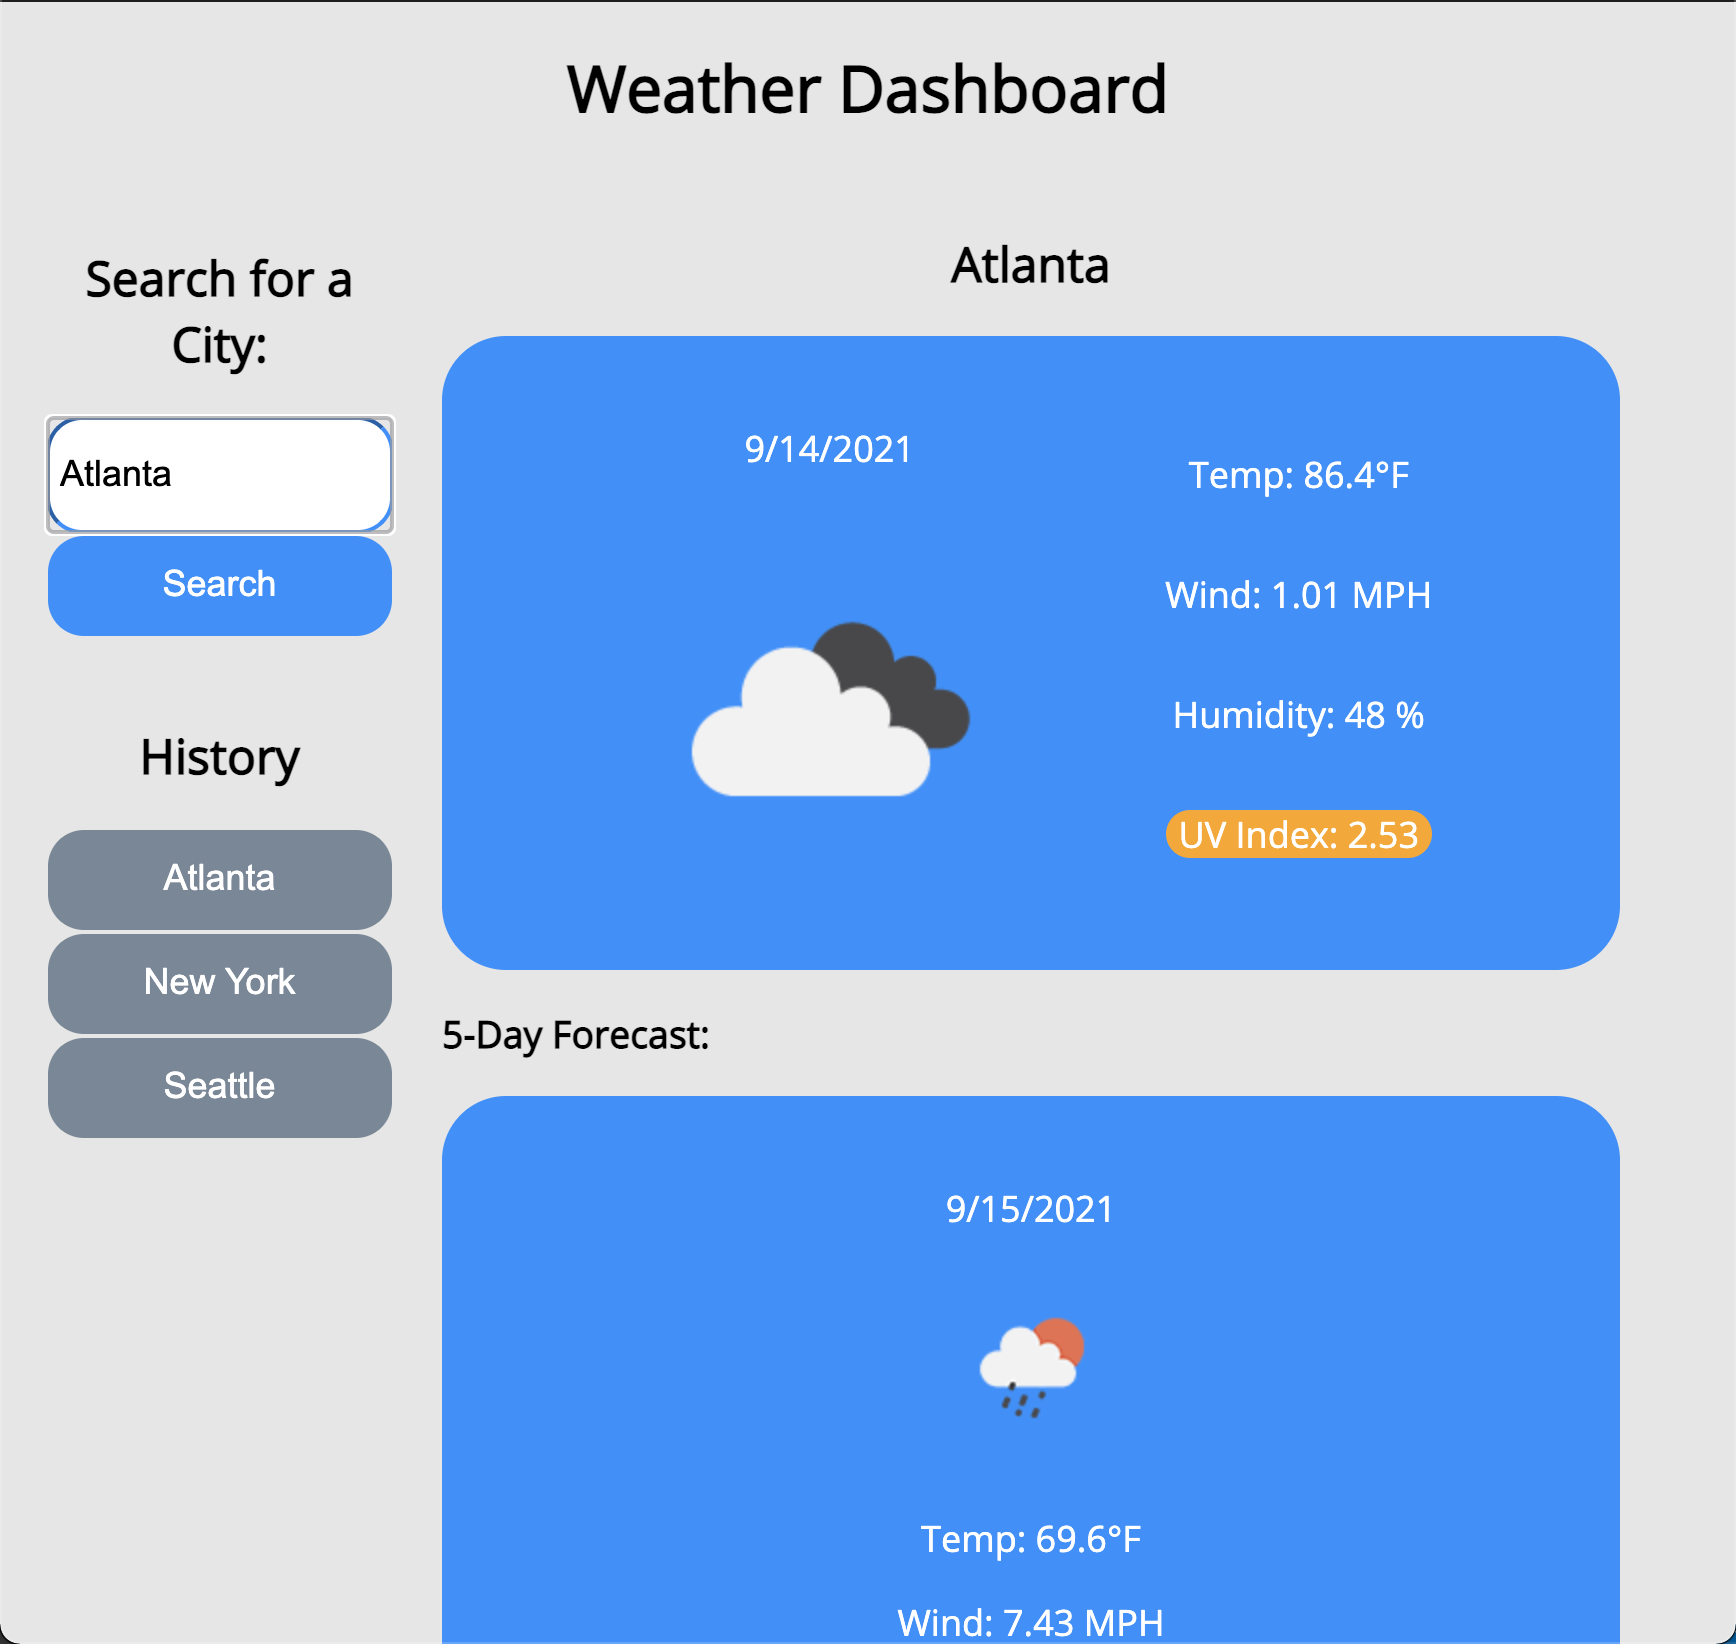 Weather Dashboard
Search for a
City:
Atlanta
Search
History
Atlanta
New York
Seattle
Atlanta
9/14/2021
Temp: 86.4°F
Wind: 1.01 MPH
Humidity: 48 %
UV Index: 2.53
5-Day Forecast:
9/15/2021
Temp: 69.6°F
Wind: 7.43 MPH